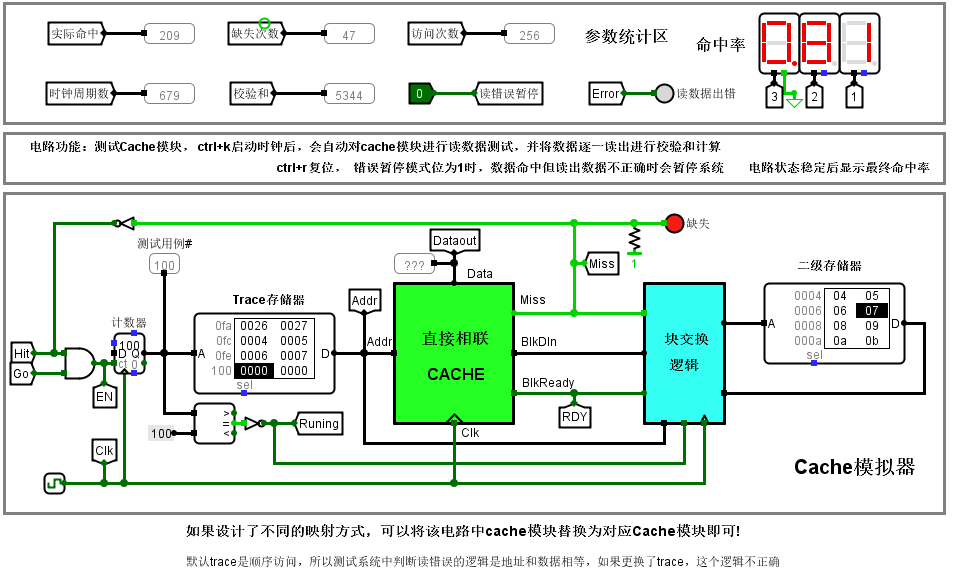 实际命中 209 缺失次数 47 访问次数 256 参数统计区 命中率 0.81
时钟周期数 679 校验和 5344 0 读错误暂停 Error 读数据出错 3 2 1
电路功能：测试Cache模块， ctrl+k启动时钟后，会自动对cache模块进行读数据测试，并将数据逐一读出进行校验和计算
ctrl+r复位， 错误暂停模式位为1时，数据命中但读出数据不正确时会暂停系统 电路状态稳定后显示最终命中率
缺失
测试用例#
100
Dataout
???
Data
Miss
1
二级存储器
0004 04 05
0006 06 07
0008 08 09
000a 0a 0b
A
D
sel
计数器
100
D Q
ct 0
EN
Hit
Go
Trace存储器
0fa 0026 0027
0fc 0004 0005
0fe 0006 0007
100 0000 0000
A
D
sel
Addr
Addr
直接相联
CACHE
Miss
BlkDIn
BlkReady
RDY
Clk
块交换
逻辑
>
=
<
100
Runing
Clk
Cache模拟器
如果设计了不同的映射方式，可以将该电路中cache模块替换为对应Cache模块即可!
默认trace是顺序访问，所以测试系统中判断读错误的逻辑是地址和数据相等，如果更换了trace，这个逻辑不正确